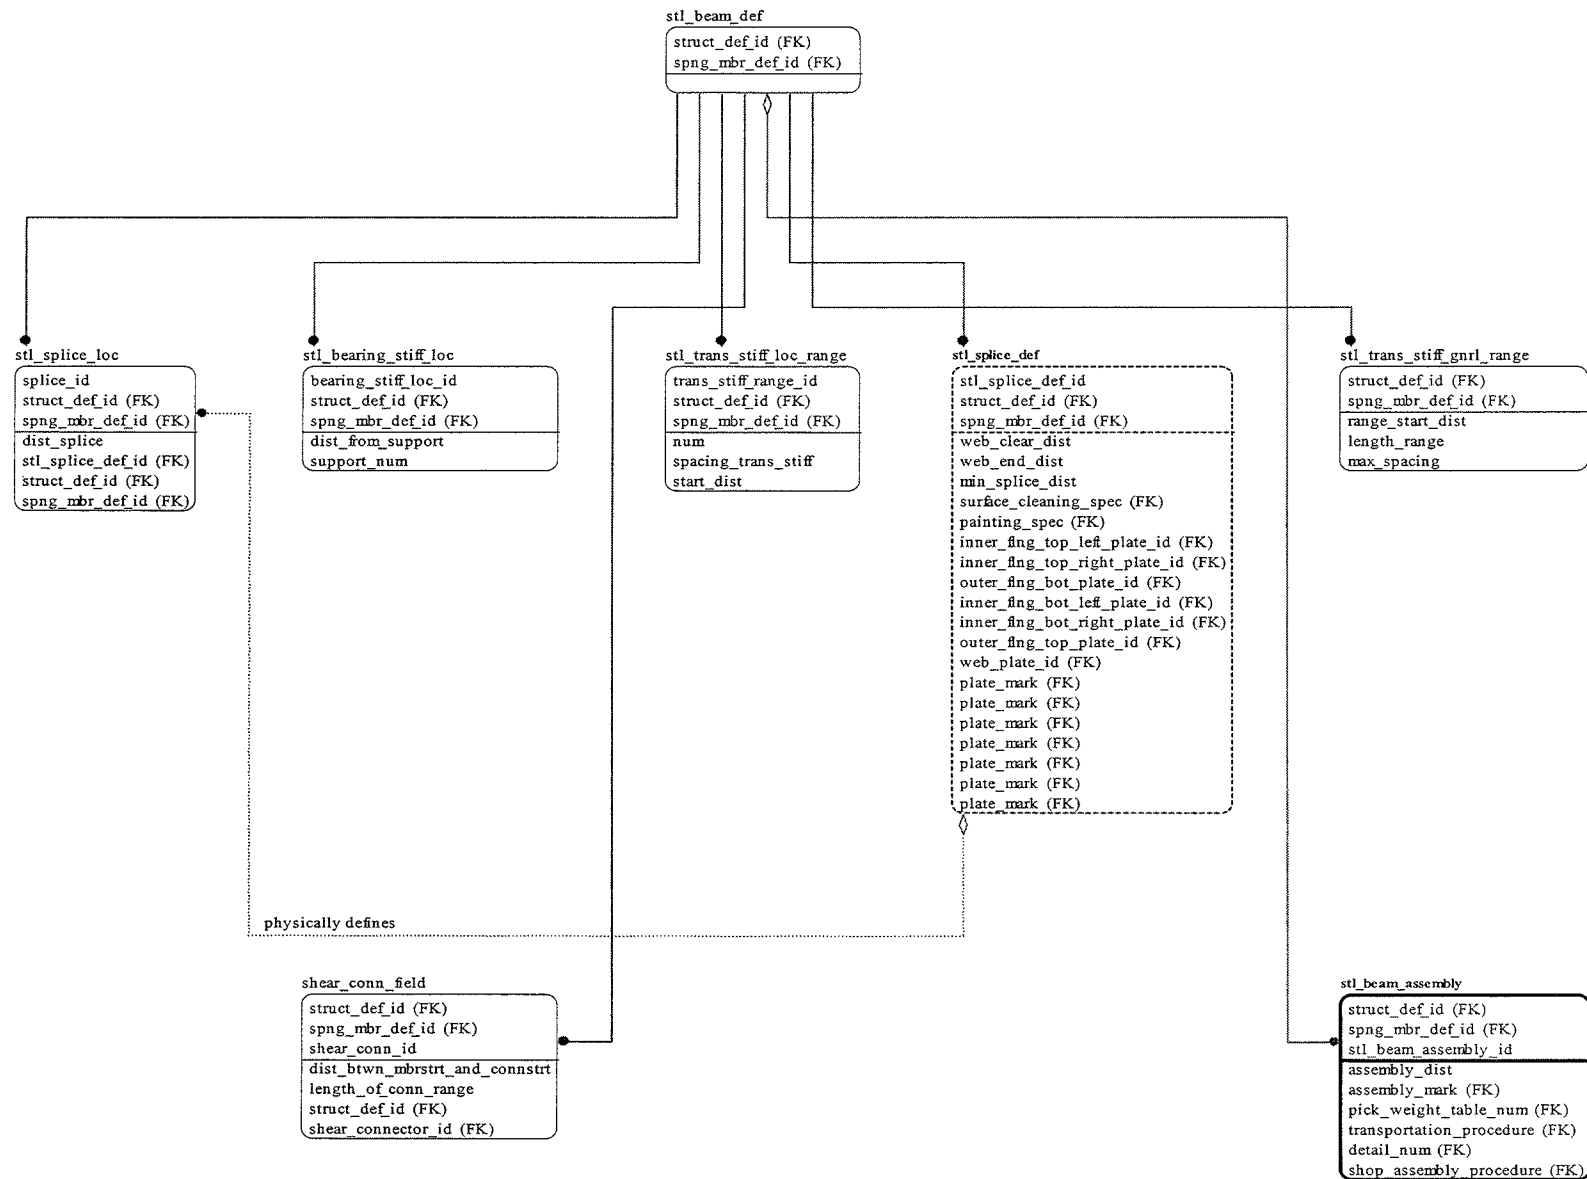 stl_beam_def
struct_def_id (FK)
spng_mbr_def_id (FK)
stl_splice_loc
splice_id
struct_def_id (FK)
spng_mbr_def_id (FK)
dist_splice
stl_splice_def_id (FK)
struct_def_id (FK)
spng_mbr_def_id (FK)
stl_bearing_stiff_loc
bearing_stiff_loc_id
struct_def_id (FK)
spng_mbr_def_id (FK)
dist_from_support
support_num
stl_trans_stiff_loc_range
trans_stiff_range_id
struct_def_id (FK)
spng_mbr_def_id (FK)
num
spacing_trans_stiff
start_dist
stl_splice_def
stl_splice_def_id
struct_def_id (FK)
spng_mbr_def_id (FK)
web_clear_dist
web_end_dist
min_splice_dist
surface_cleaning_spec (FK)
painting_spec (FK)
inner_flng_top_left_plate_id (FK)
inner_flng_top_right_plate_id (FK)
outer_flng_bot_plate_id (FK)
inner_flng_bot_left_plate_id (FK)
inner_flng_bot_right_plate_id (FK)
outer_flng_top_plate_id (FK)
web_plate_id (FK)
plate_mark (FK)
plate_mark (FK)
plate_mark (FK)
plate_mark (FK)
plate_mark (FK)
plate_mark (FK)
plate_mark (FK)
stl_trans_stiff_gnrl_range
struct_def_id (FK)
spng_mbr_def_id (FK)
range_start_dist
length_range
max_spacing
physically defines
shear_conn_field
struct_def_id (FK)
spng_mbr_def_id (FK)
shear_conn_id
dist_btwn_mbrstrt_and_connstrt
length_of_conn_range
struct_def_id (FK)
shear_connector_id (FK)
stl_beam_assembly
struct_def_id (FK)
spng_mbr_def_id (FK)
stl_beam_assembly_id
assembly_dist
assembly_mark (FK)
pick_weight_table_num (FK)
transportation_procedure (FK)
detail_num (FK)
shop_assembly_procedure (FK)